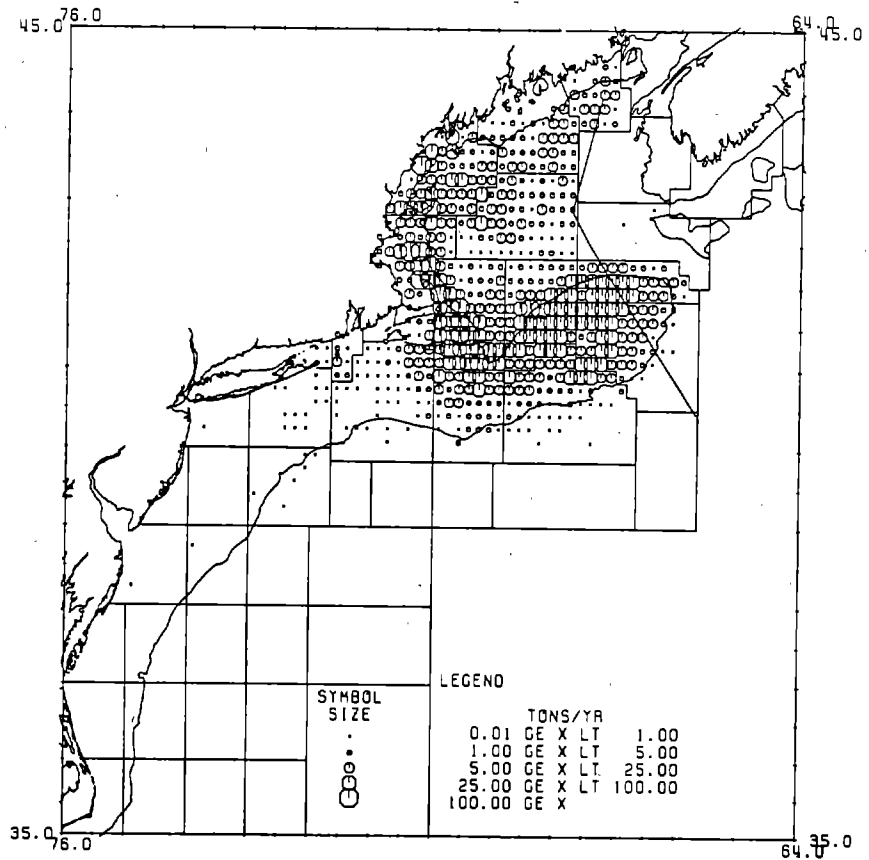 76.0 64.0
45.0 45.0
LEGEND
SYMBOL
SIZE
TONS/YR
0.01 GE X LT 1.00
1.00 GE X LT 5.00
5.00 GE X LT 25.00
25.00 GE X LT 100.00
100.00 GE X
35.0 35.0
76.0 64.0